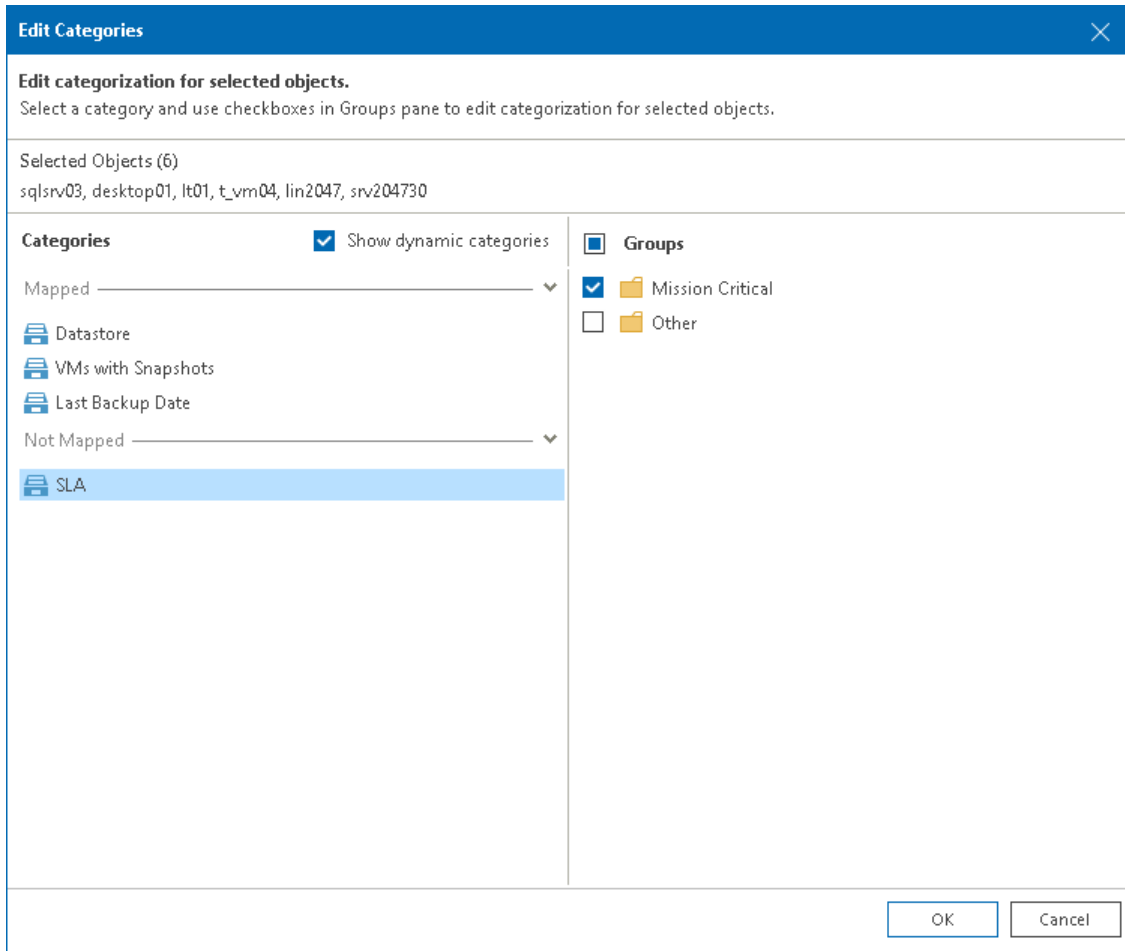 Edit Categories
Edit categorization for selected objects.
Select a category and use checkboxes in Groups pane to edit categorization for selected objects.
Selected Objects (6)
sqlsrv03, desktop01, lt01, t_vm04, lin2047, srv204730
Categories
Show dynamic categories
Mapped
Datastore
VMs with Snapshots
Last Backup Date
Not Mapped
SLA
Groups
Mission Critical
Other
OK
Cancel